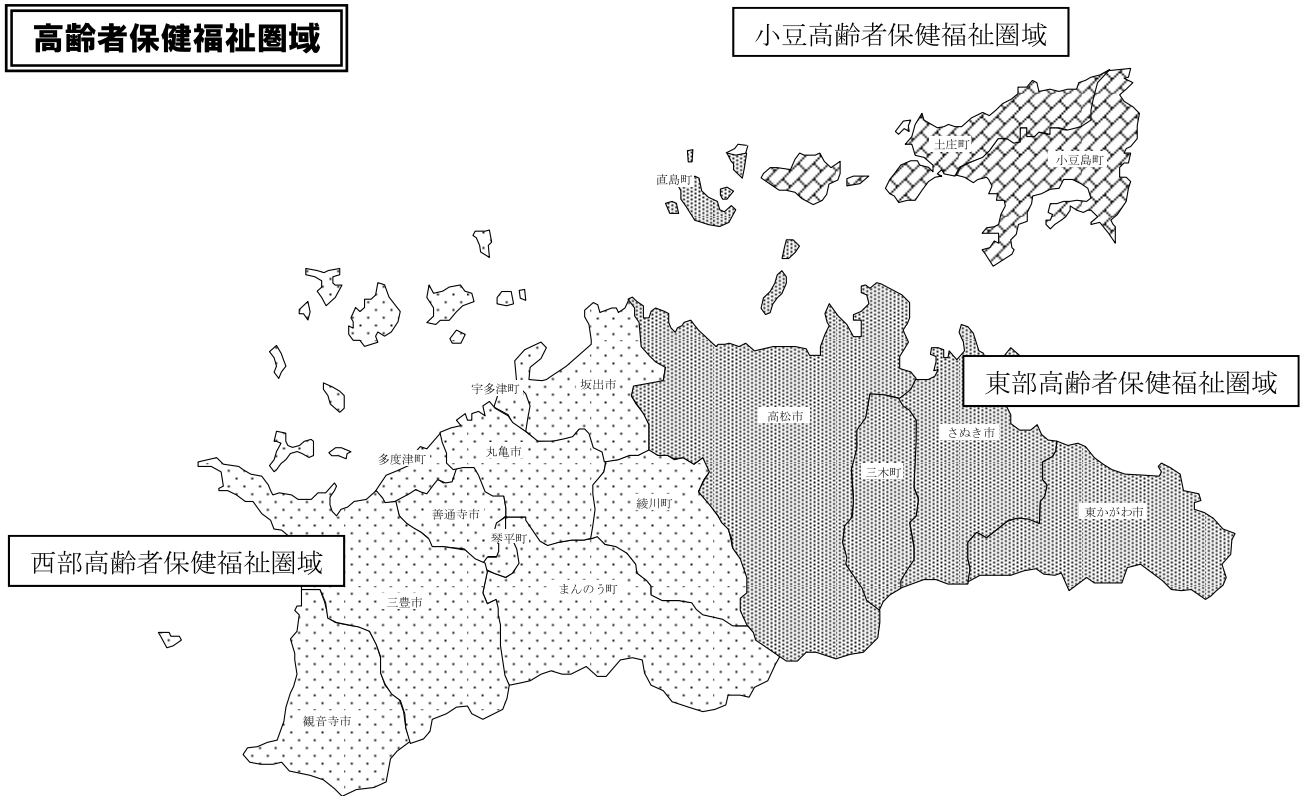 高齢者保健福祉圏域
小豆高齢者保健福祉圏域
土庄町
小豆島町
直島町
東部高齢者保健福祉圏域
宇多津町
坂出市
高松市
さぬき市
丸亀市
多度津町
三木町
綾川町
善通寺市
東かがわ市
琴平町
西部高齢者保健福祉圏域
まんのう町
三豊市
観音寺市